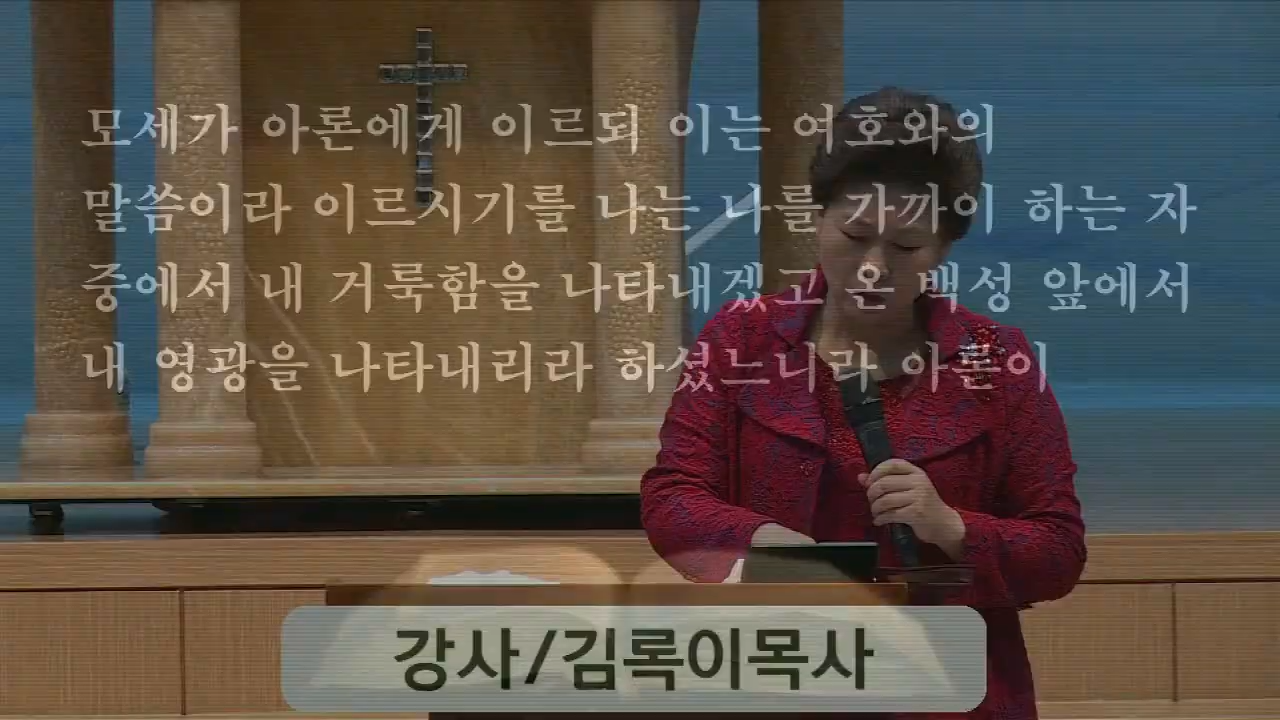 모세가 아론에게 이르되 이는 여호와의
말씀이라 이르시기를 나는 나를 가까이 하는 자
중에서 내 거룩함을 나타내겠고 온 백성 앞에서
내 영광을 나타내리라 하셨느니라 아론이
강사/김록이목사